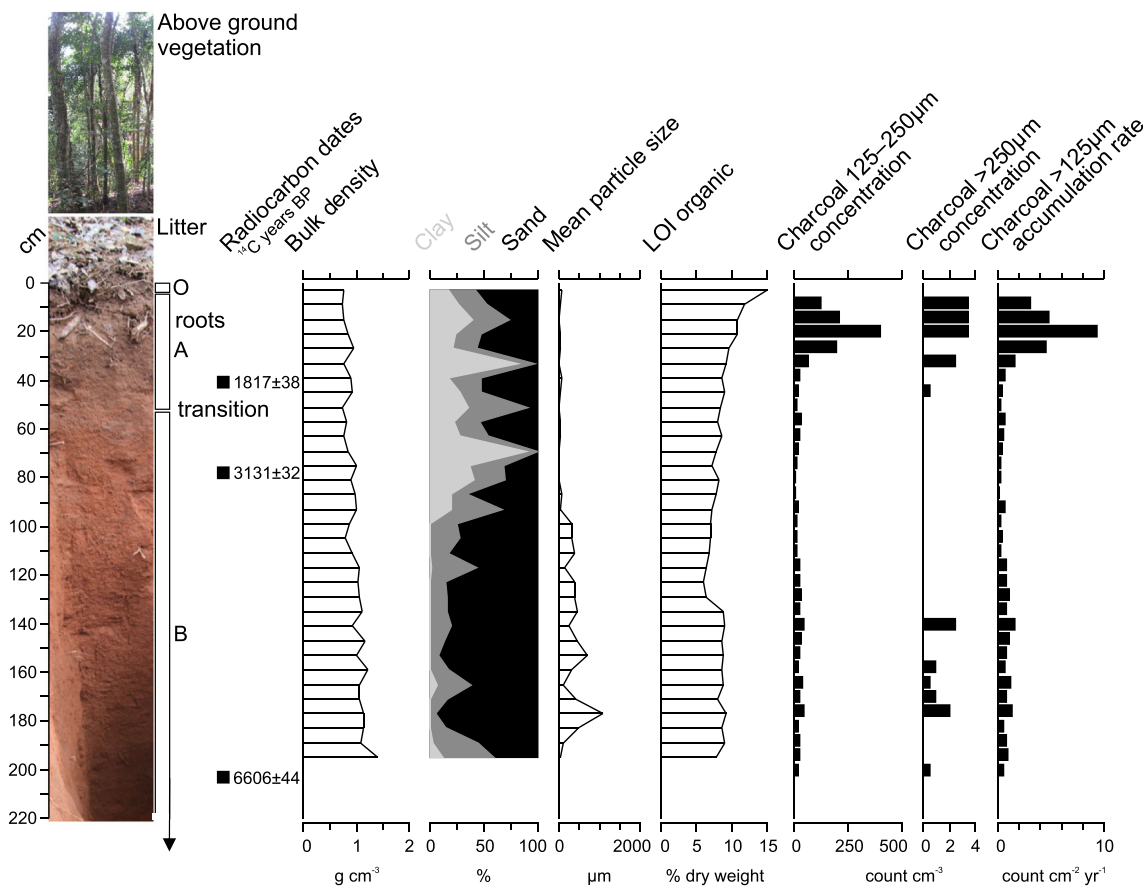 Above ground
vegetation
Litter
cm
Radiocarbon dates
¹⁴C years BP
Bulk density
Clay
Silt
Sand
Mean particle size
LOI organic
Charcoal 125–250µm
concentration
Charcoal >250µm
concentration
Charcoal >125µm
accumulation rate
0
20
40
60
80
100
120
140
160
180
200
220
O
roots
A
transition
B
1817±38
3131±32
6606±44
0 1 2
g cm⁻³
0 50 100
%
0 2000
µm
0 5 10 15
% dry weight
0 250 500
0 2 4
count cm⁻³
0 10
count cm⁻² yr⁻¹